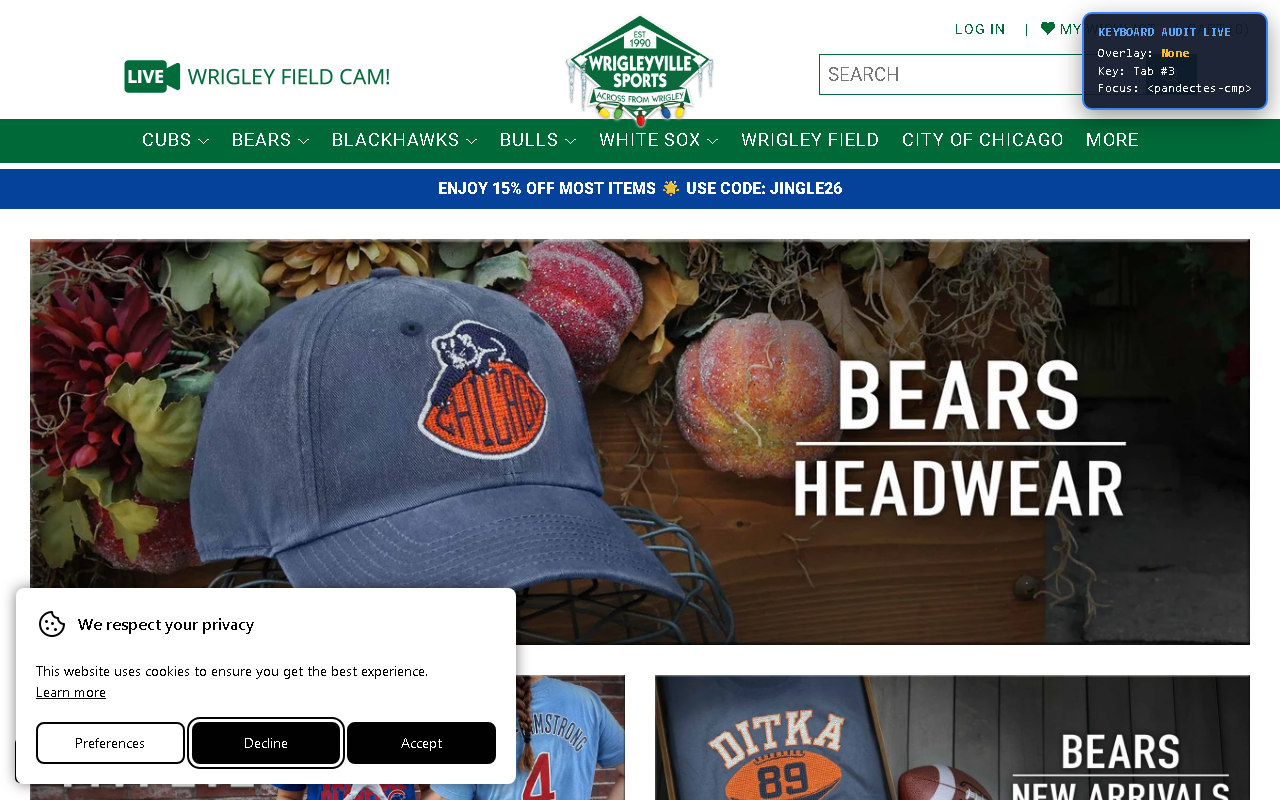 LOG IN | MY
KEYBOARD AUDIT LIVE
Overlay: None
Key: Tab #3
Focus: <pandectes-cmp>
LIVE WRIGLEY FIELD CAM!
EST
1990
WRIGLEYVILLE
SPORTS
ACROSS FROM WRIGLEY
SEARCH
CUBS BEARS BLACKHAWKS BULLS WHITE SOX WRIGLEY FIELD CITY OF CHICAGO MORE
ENJOY 15% OFF MOST ITEMS 🌟 USE CODE: JINGLE26
CHICAGO
BEARS
HEADWEAR
We respect your privacy
This website uses cookies to ensure you get the best experience.
Learn more
Preferences Decline Accept
MSTRONG
4
DITKA
89
BEARS
NEW ARRIVALS